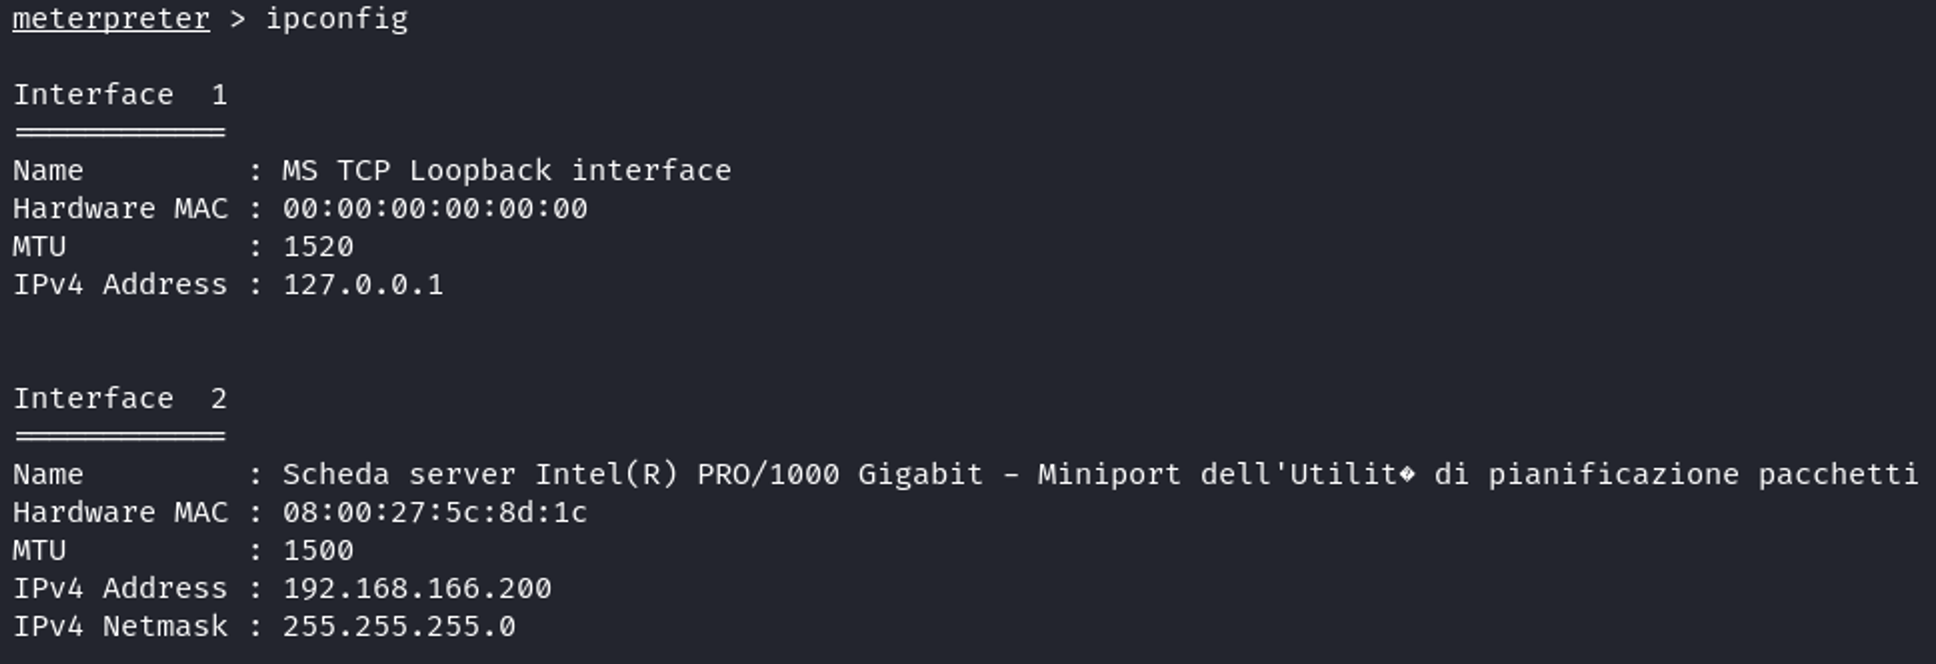 meterpreter > ipconfig
Interface  1
============
Name         : MS TCP Loopback interface
Hardware MAC : 00:00:00:00:00:00
MTU          : 1520
IPv4 Address : 127.0.0.1
Interface  2
============
Name         : Scheda server Intel(R) PRO/1000 Gigabit - Miniport dell'Utilit� di pianificazione pacchetti
Hardware MAC : 08:00:27:5c:8d:1c
MTU          : 1500
IPv4 Address : 192.168.166.200
IPv4 Netmask : 255.255.255.0